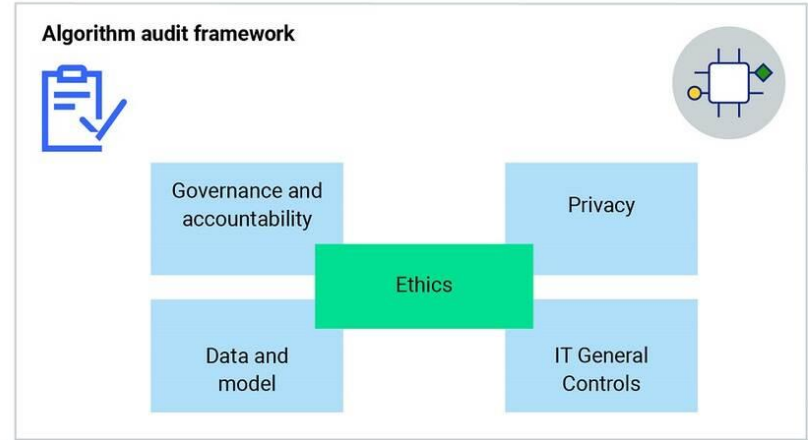 Algorithm audit framework
Governance and
accountability
Privacy
Ethics
Data and
model
IT General
Controls